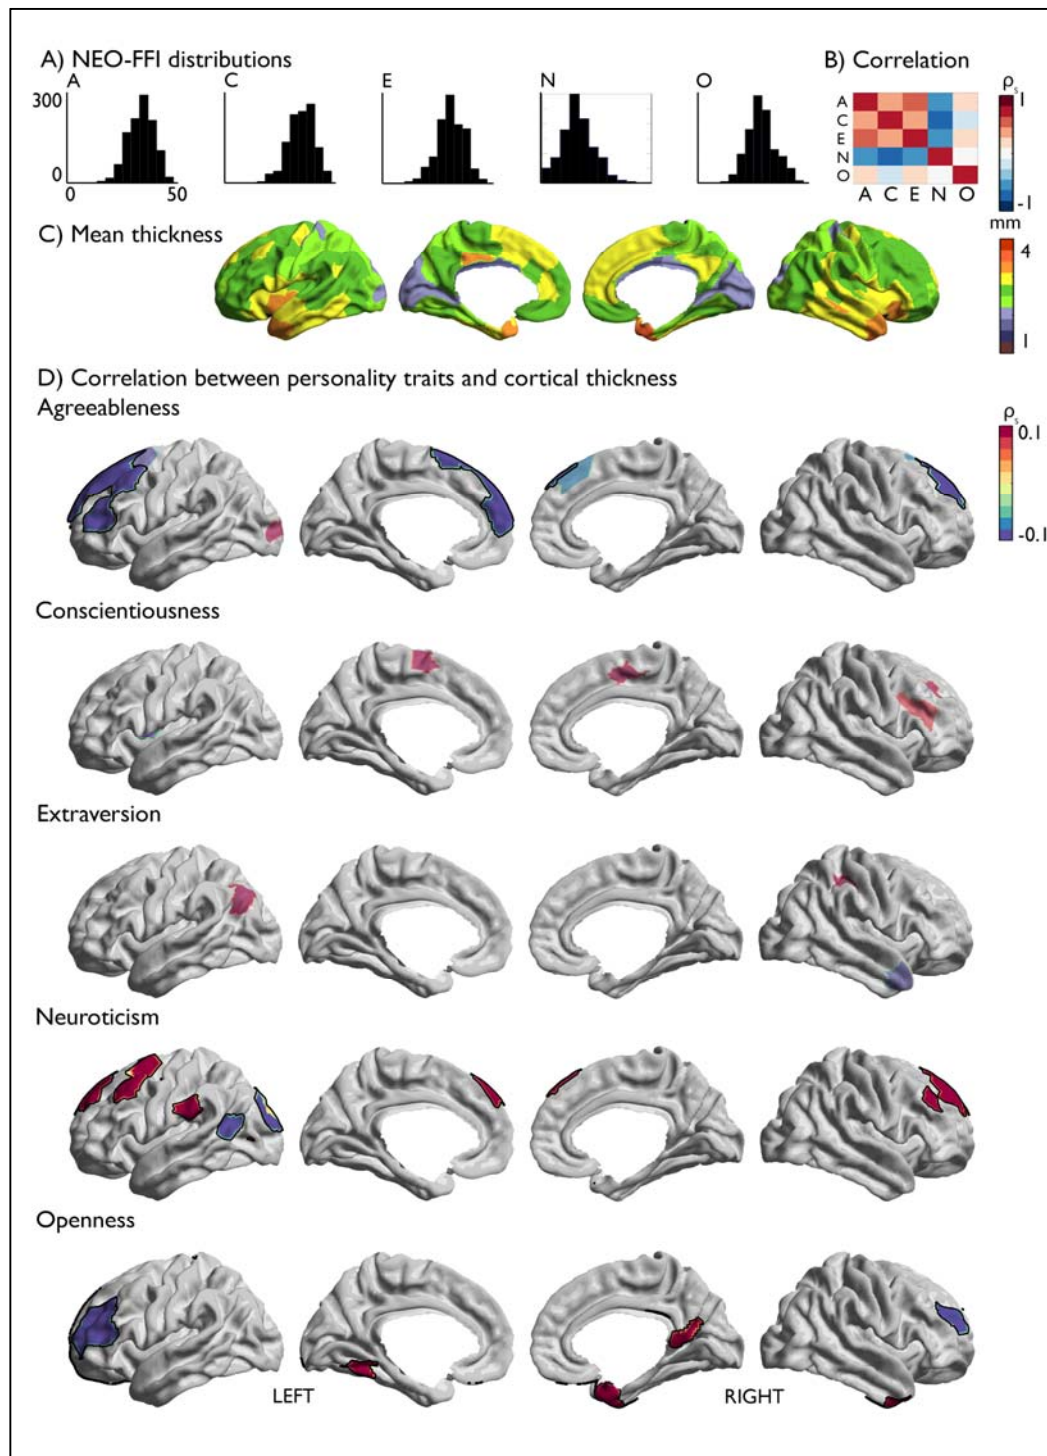 A) NEO-FFI distributions
B) Correlation
A
C
E
N
O
300
0
0
50
A
C
E
N
O
A C E N O
ρs
1
-1
C) Mean thickness
mm
4
1
D) Correlation between personality traits and cortical thickness
Agreeableness
ρs
0.1
-0.1
Conscientiousness
Extraversion
Neuroticism
Openness
LEFT
RIGHT